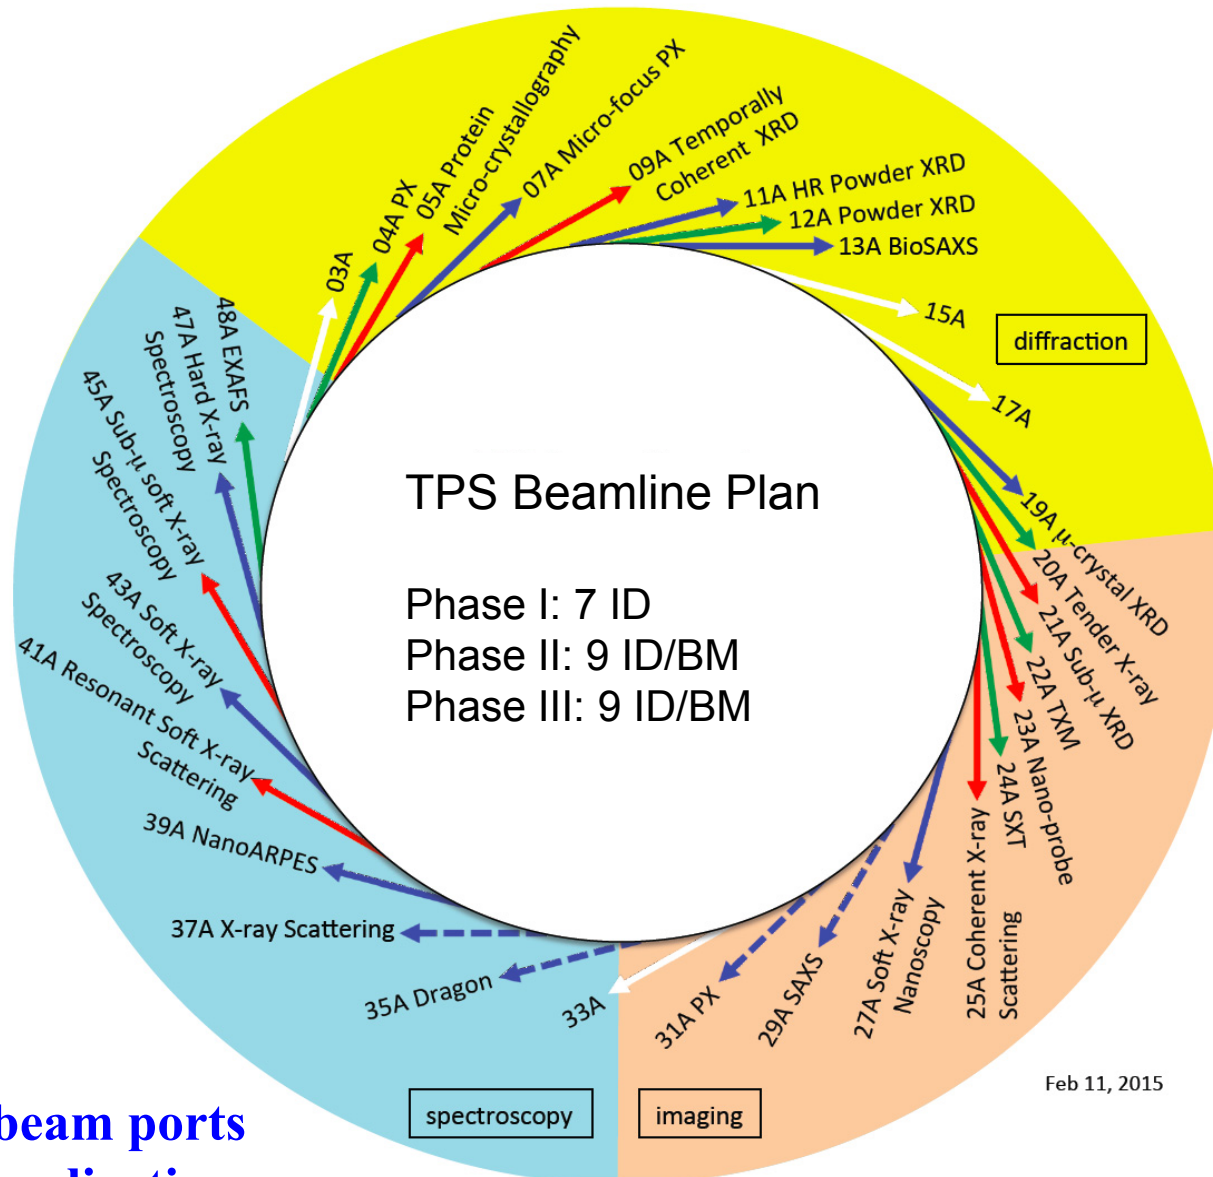 03A
04A PX
05A Protein
Micro-crystallography
07A Micro-focus PX
09A Temporally
Coherent XRD
11A HR Powder XRD
12A Powder XRD
13A BioSAXS
15A
diffraction
17A
19A μ-crystal XRD
20A Tender X-ray
21A Sub-μ XRD
22A TXM
23A Nano-probe
24A SXT
25A Coherent X-ray
Scattering
27A Soft X-ray
Nanoscopy
29A SAXS
31A PX
33A
35A Dragon
37A X-ray Scattering
39A NanoARPES
41A Resonant Soft X-ray
Scattering
43A Soft X-ray
Spectroscopy
45A Sub-μ soft X-ray
Spectroscopy
47A Hard X-ray
Spectroscopy
48A EXAFS
TPS Beamline Plan
Phase I: 7 ID
Phase II: 9 ID/BM
Phase III: 9 ID/BM
Feb 11, 2015
spectroscopy
imaging
beam ports